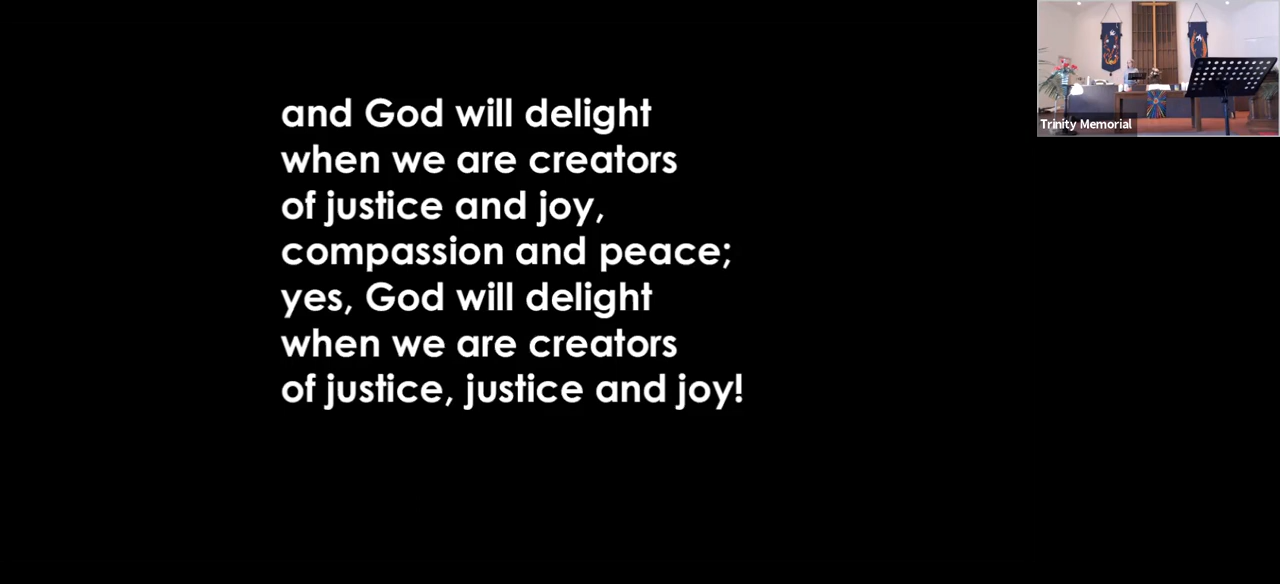 and God will delight
when we are creators
of justice and joy,
compassion and peace;
yes, God will delight
when we are creators
of justice, justice and joy!
Trinity Memorial